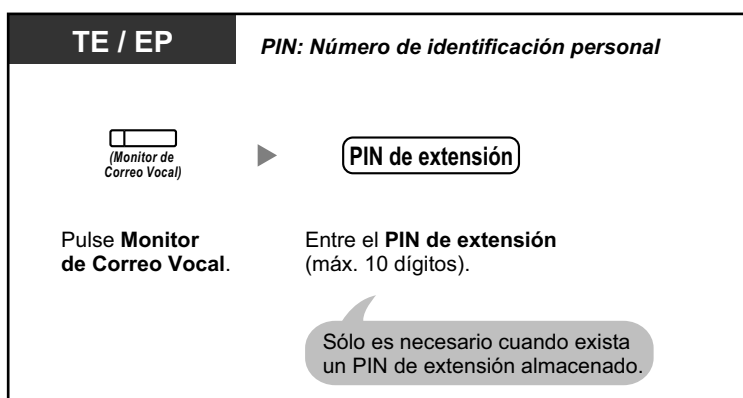 TE / EP
PIN: Número de identificación personal
(Monitor de
Correo Vocal)
PIN de extensión
Pulse Monitor
de Correo Vocal.
Entre el PIN de extensión
(máx. 10 dígitos).
Sólo es necesario cuando exista
un PIN de extensión almacenado.